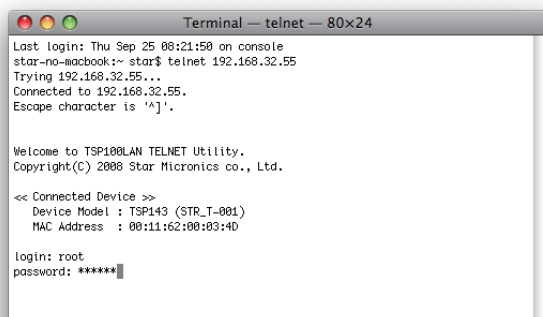 Terminal — telnet — 80×24
Last login: Thu Sep 25 08:21:50 on console
star-no-macbook:~ star$ telnet 192.168.32.55
Trying 192.168.32.55...
Connected to 192.168.32.55.
Escape character is '^]'.
Welcome to TSP100LAN TELNET Utility.
Copyright(C) 2008 Star Micronics co., Ltd.
<< Connected Device >>
Device Model : TSP143 (STR_T-001)
MAC Address : 00:11:62:00:03:4D
login: root
password: ******